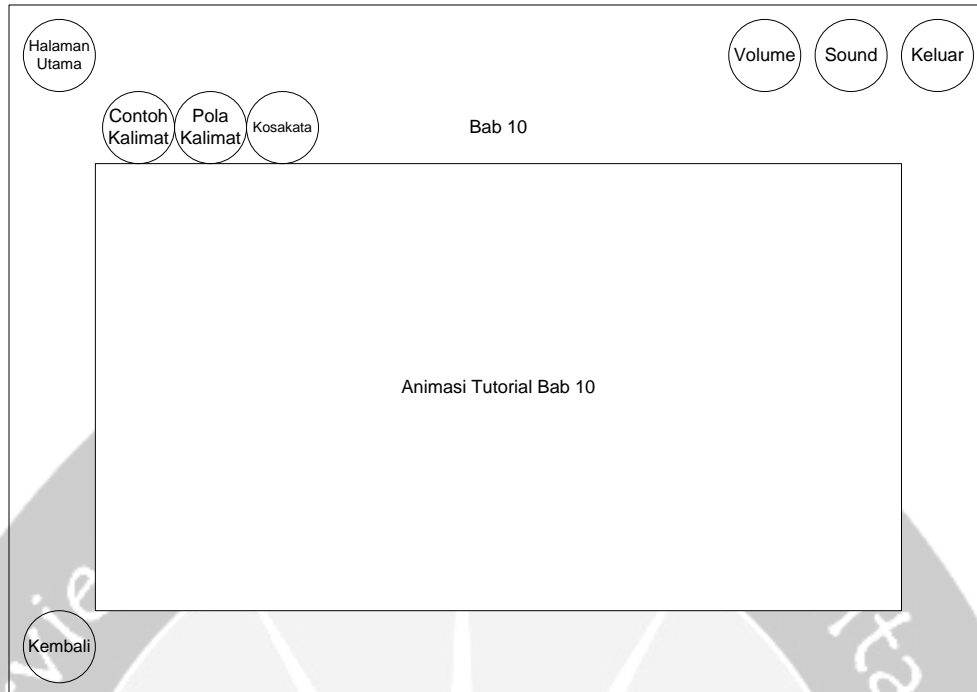 Halaman
Utama
Volume
Sound
Keluar
Contoh
Kalimat
Pola
Kalimat
Kosakata
Bab 10
Animasi Tutorial Bab 10
Kembali